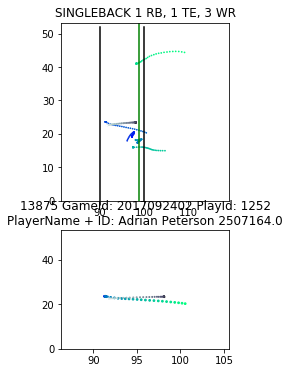 SINGLEBACK 1 RB, 1 TE, 3 WR
50
40
30
20
10
0
90 100 110
13875 GameId: 2017092402 PlayId: 1252
PlayerName + ID: Adrian Peterson 2507164.0
40
20
0
90 95 100 105